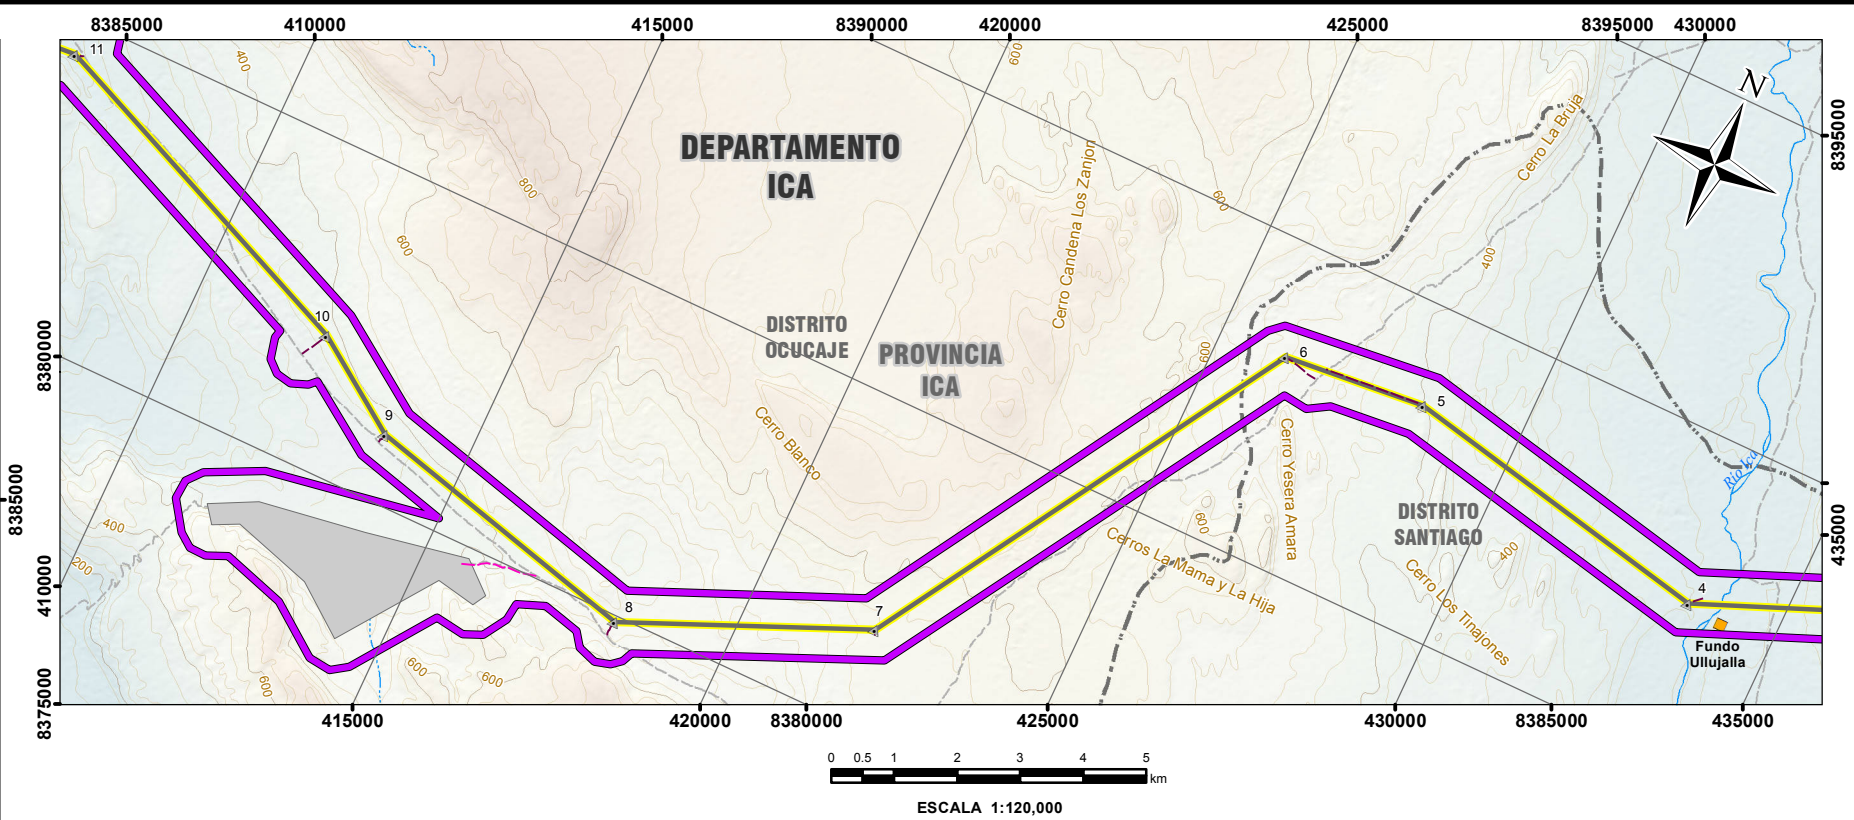 8385000 410000 415000 8390000 420000 425000 8395000 430000
11
400
600
N
8395000
Cerro La Bruja
DEPARTAMENTO
ICA
Cerro Candena Los Zanjon
800
600
600
400
10
DISTRITO
OCUCAJE
PROVINCIA
ICA
600
6
8380000
5
9
Cerro Blanco
Cerro Yesera Amara
Río Ica
8385000
400
600
DISTRITO
SANTIAGO
435000
Cerros La Mama y La Hija
400
Cerro Los Tinajones
200
410000
8
7
4
Fundo
Ullujalla
600
600
600
8375000
415000 420000 8380000 425000 430000 8385000 435000
0 0.5 1 2 3 4 5
km
ESCALA 1:120,000